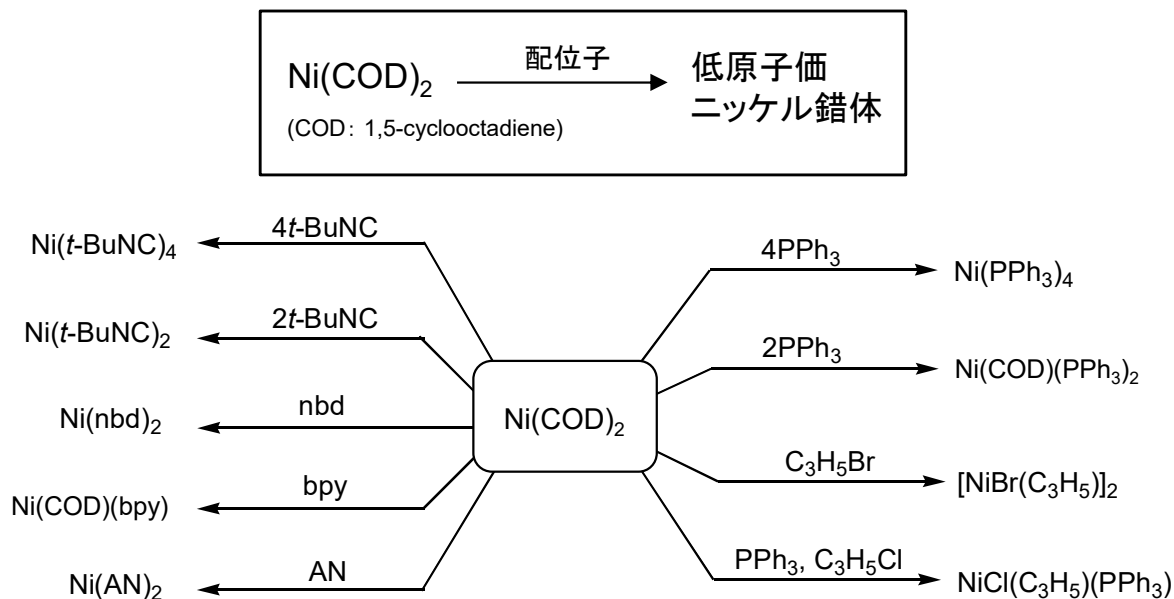 Ni(COD)2
配位子
低原子価
ニッケル錯体
(COD: 1,5-cyclooctadiene)
4t-BuNC
Ni(t-BuNC)4
2t-BuNC
Ni(t-BuNC)2
nbd
Ni(nbd)2
bpy
Ni(COD)(bpy)
AN
Ni(AN)2
Ni(COD)2
4PPh3
Ni(PPh3)4
2PPh3
Ni(COD)(PPh3)2
C3H5Br
[NiBr(C3H5)]2
PPh3, C3H5Cl
NiCl(C3H5)(PPh3)